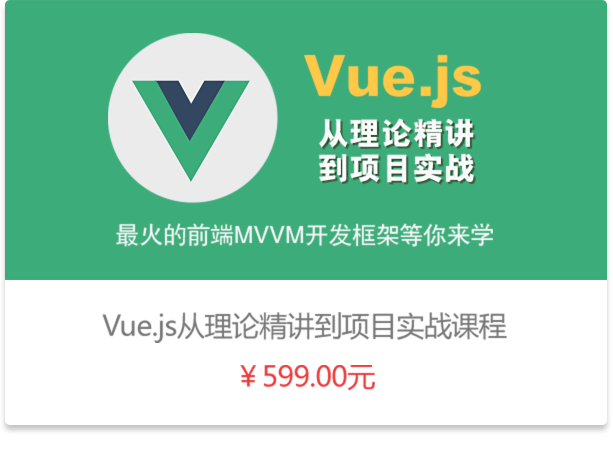 Vue.js
从理论精讲
到项目实战
最火的前端MVVM开发框架等你来学
Vue.js从理论精讲到项目实战课程
¥ 599.00元